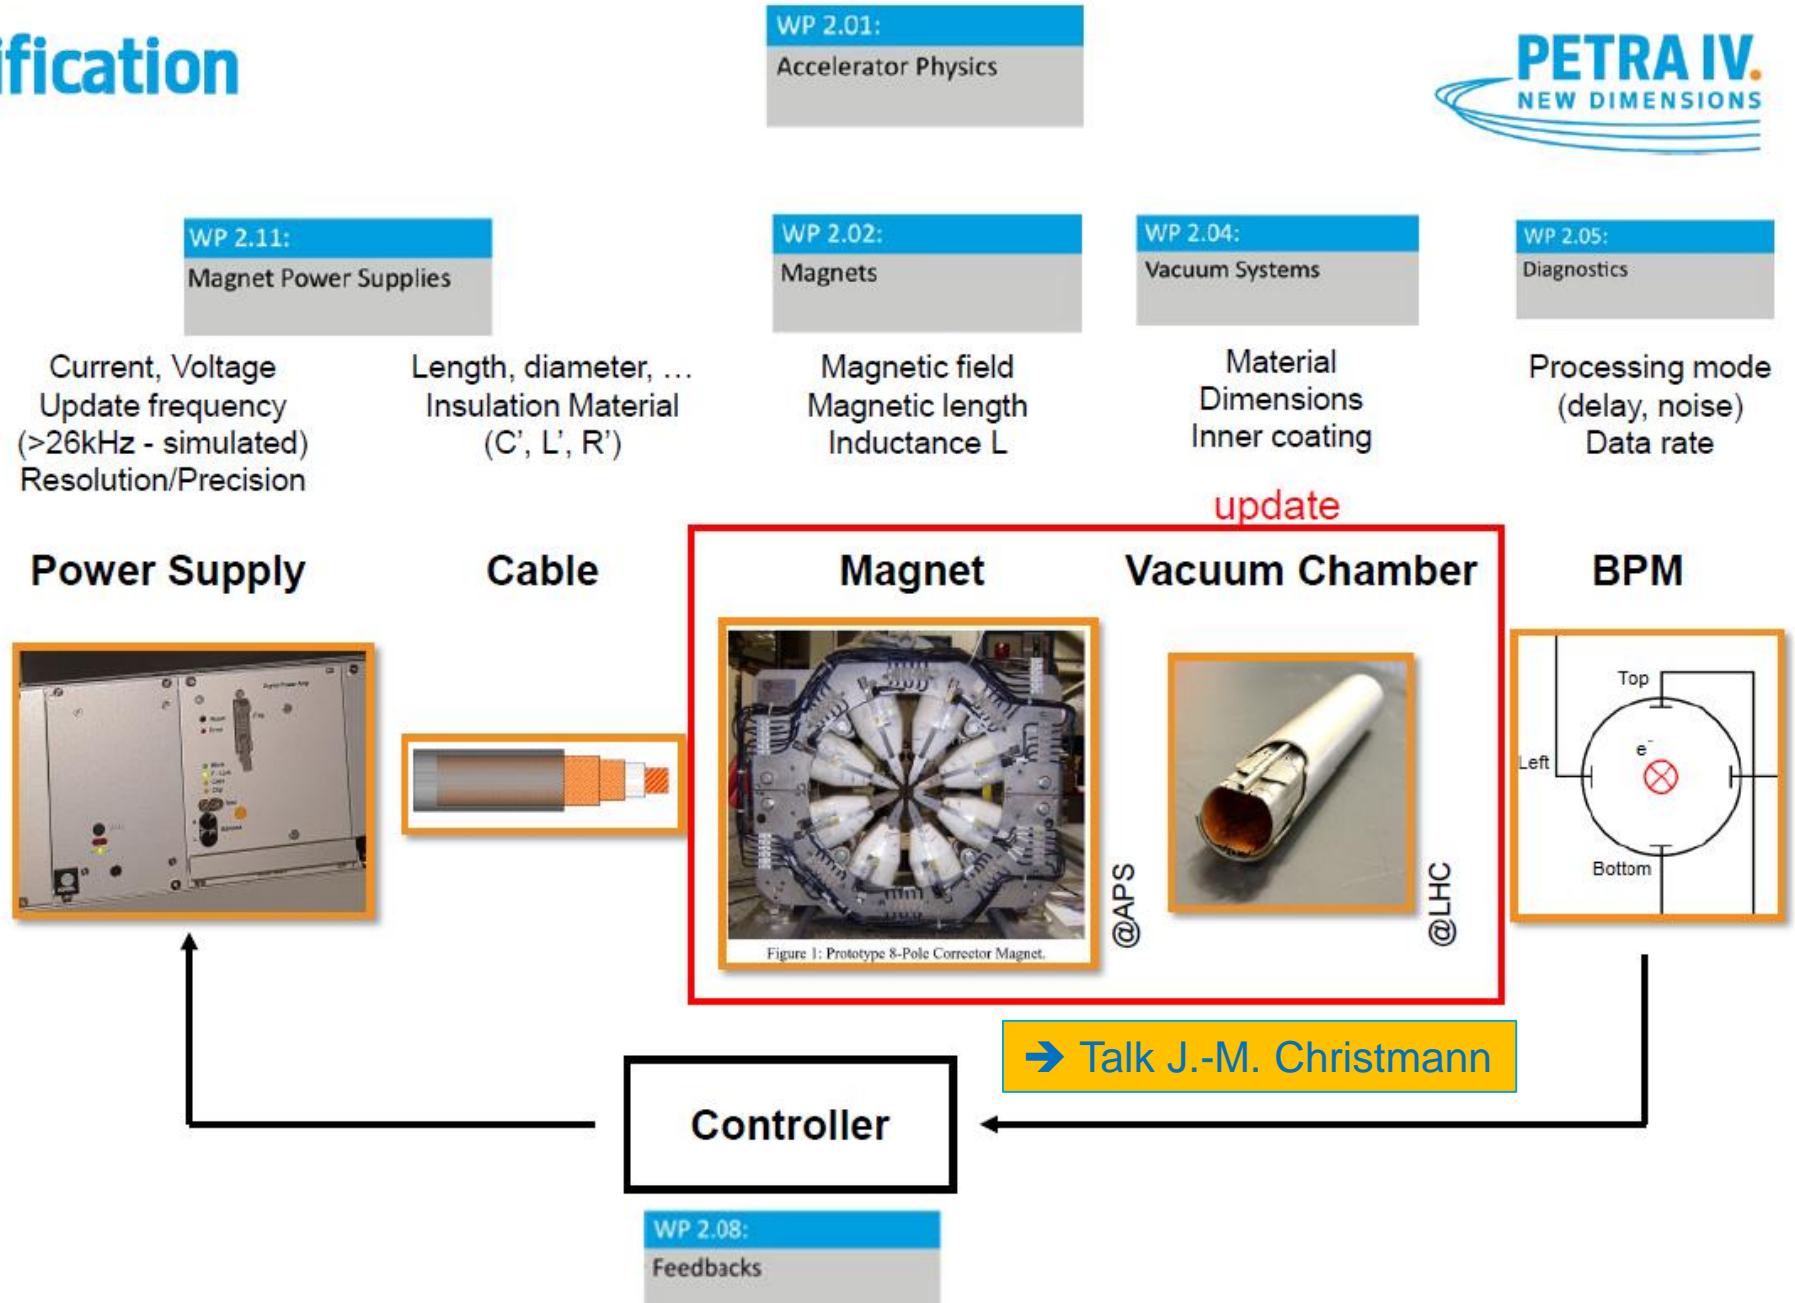 ification
WP 2.01:
Accelerator Physics
PETRA IV.
NEW DIMENSIONS
WP 2.11:
Magnet Power Supplies
WP 2.02:
Magnets
WP 2.04:
Vacuum Systems
WP 2.05:
Diagnostics
Current, Voltage
Update frequency
(>26kHz - simulated)
Resolution/Precision
Length, diameter, …
Insulation Material
(C’, L’, R’)
Magnetic field
Magnetic length
Inductance L
Material
Dimensions
Inner coating
Processing mode
(delay, noise)
Data rate
update
Power Supply
Cable
Magnet
Vacuum Chamber
BPM
Figure 1: Prototype 8-Pole Corrector Magnet.
@APS
@LHC
Top
Left
e⁻
Bottom
➔ Talk J.-M. Christmann
Controller
WP 2.08:
Feedbacks